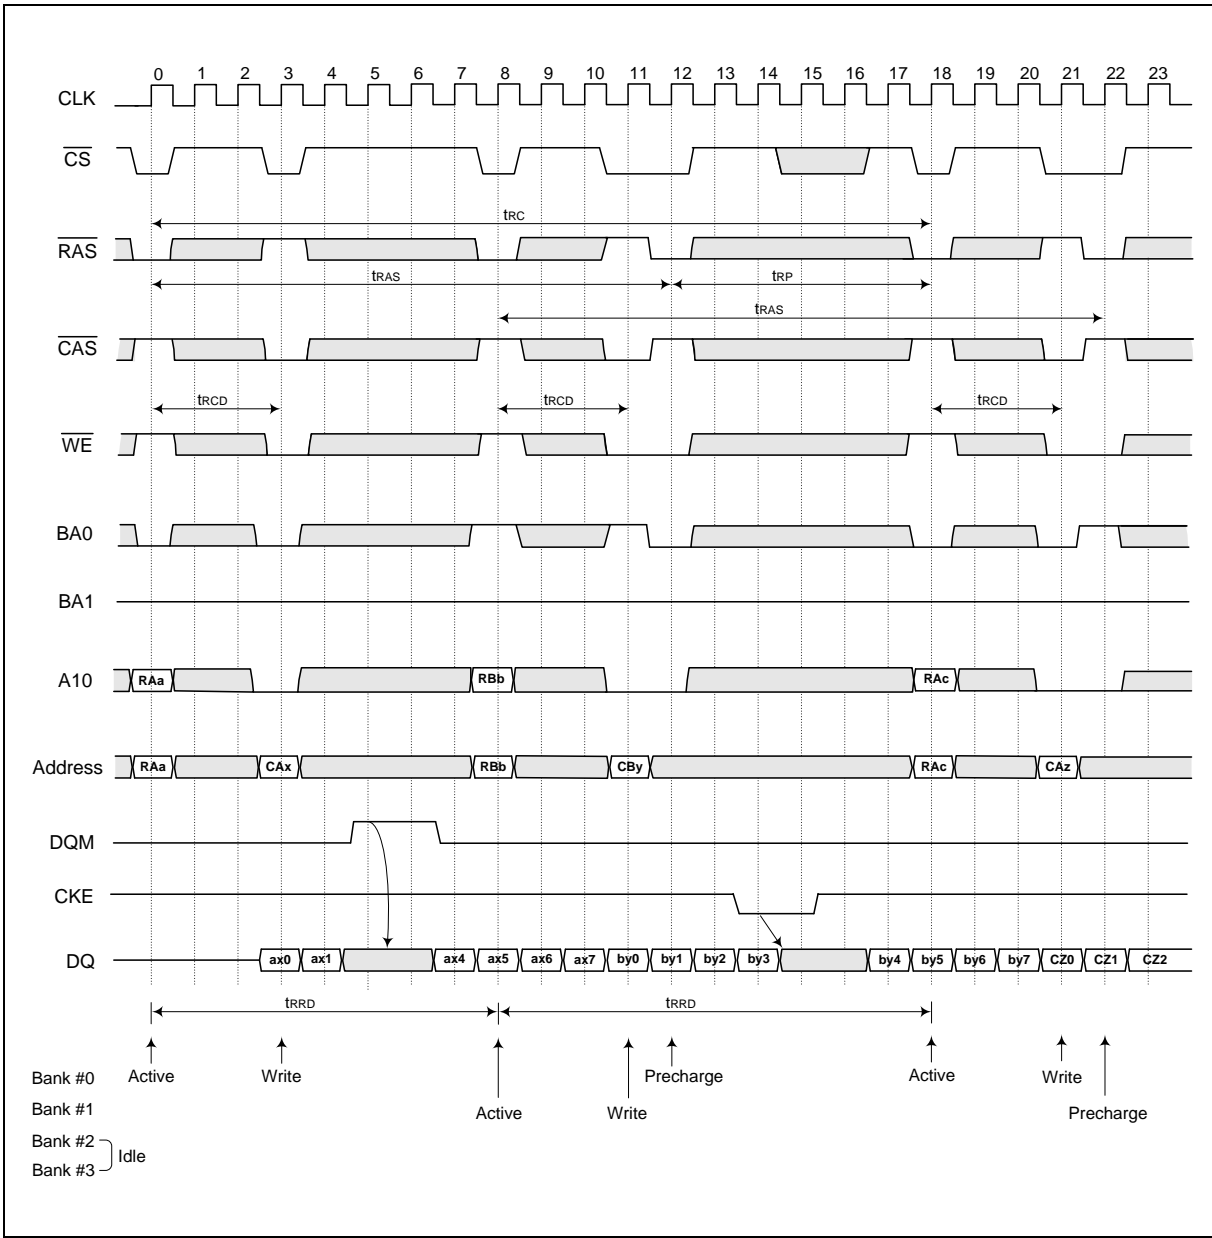 0 1 2 3 4 5 6 7 8 9 10 11 12 13 14 15 16 17 18 19 20 21 22 23
CLK
CS
tRC
RAS
tRAS tRP
tRAS
CAS
tRCD tRCD tRCD
WE
BA0
BA1
A10 RAa RBb RAc
Address RAa CAx RBb CBy RAc CAz
DQM
CKE
DQ ax0 ax1 ax4 ax5 ax6 ax7 by0 by1 by2 by3 by4 by5 by6 by7 CZ0 CZ1 CZ2
tRRD tRRD
Bank #0 Active Write Precharge Active Write
Bank #1 Active Write Precharge
Bank #2
Idle
Bank #3